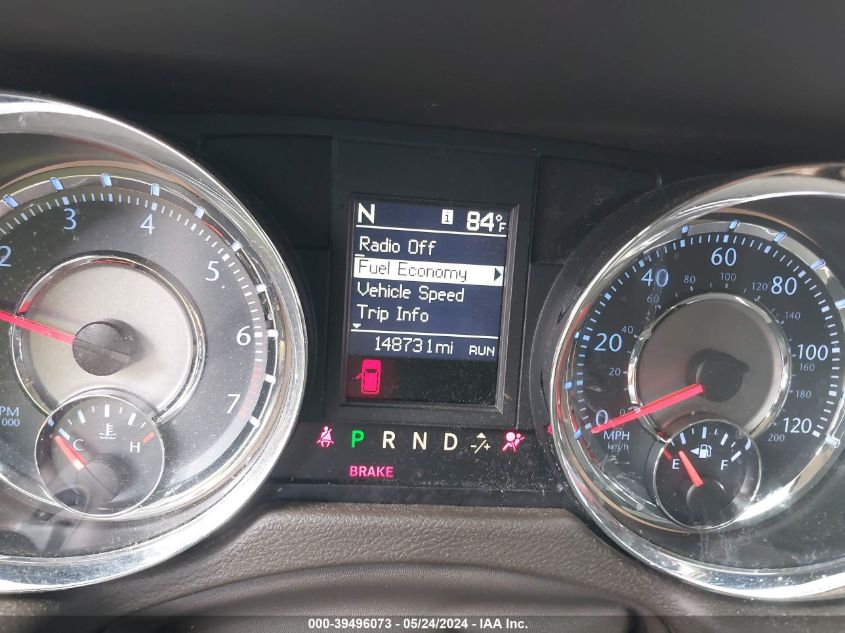 N i 84°F
Radio Off
Fuel Economy
Vehicle Speed
Trip Info
148731mi RUN
P R N D
BRAKE
2 3 4 5 6 7
PM
000
C H
0 20 40 60 80 100 120
0 20 40 60 80 100 120 140 160 200
MPH
km/h
E F
000-39496073 / 05/24/2024 / IAA Inc.